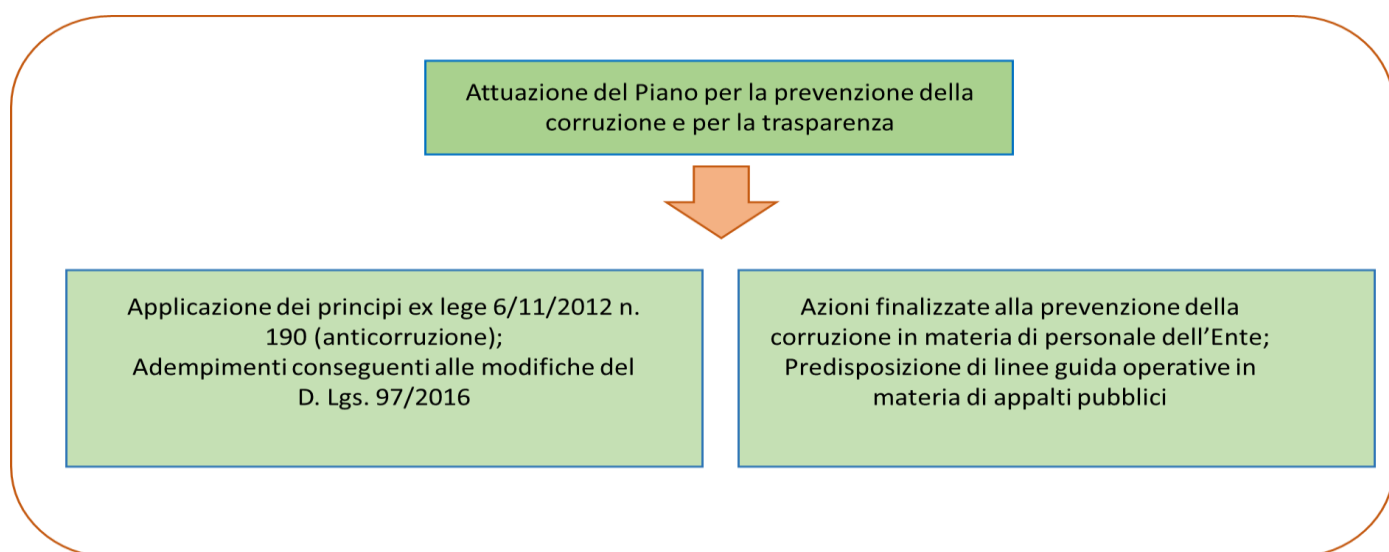 Attuazione del Piano per la prevenzione della
corruzione e per la trasparenza
Applicazione dei principi ex lege 6/11/2012 n.
190 (anticorruzione);
Adempimenti conseguenti alle modifiche del
D. Lgs. 97/2016
Azioni finalizzate alla prevenzione della
corruzione in materia di personale dell’Ente;
Predisposizione di linee guida operative in
materia di appalti pubblici